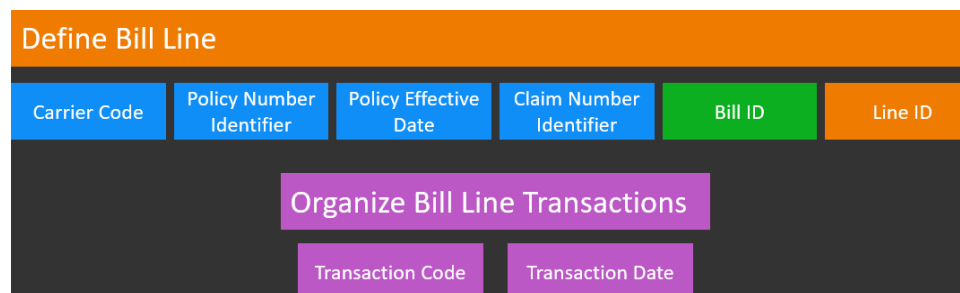 Define Bill Line
Carrier Code
Policy Number
Identifier
Policy Effective
Date
Claim Number
Identifier
Bill ID
Line ID
Organize Bill Line Transactions
Transaction Code
Transaction Date